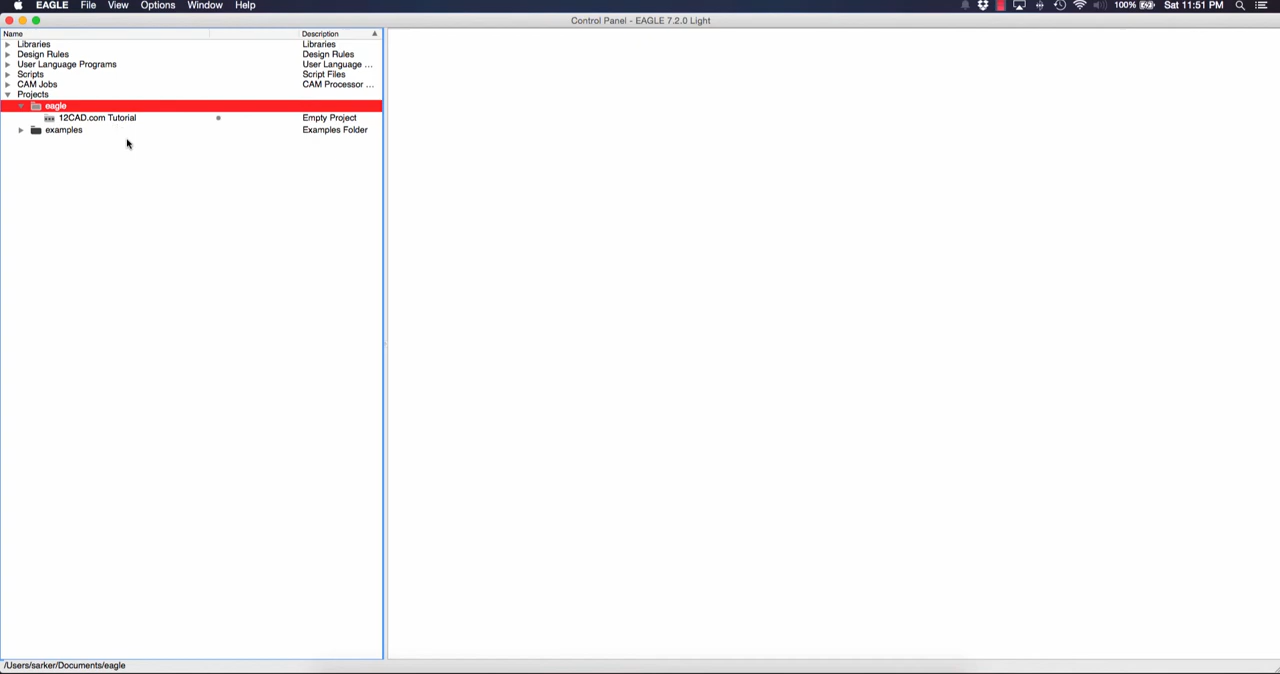 EAGLE File View Options Window Help 100% Sat 11:51 PM
Control Panel - EAGLE 7.2.0 Light
Name Description
Libraries Libraries
Design Rules Design Rules
User Language Programs User Language ...
Scripts Script Files
CAM Jobs CAM Processor ...
Projects
eagle
12CAD.com Tutorial Empty Project
examples Examples Folder
/Users/sarker/Documents/eagle